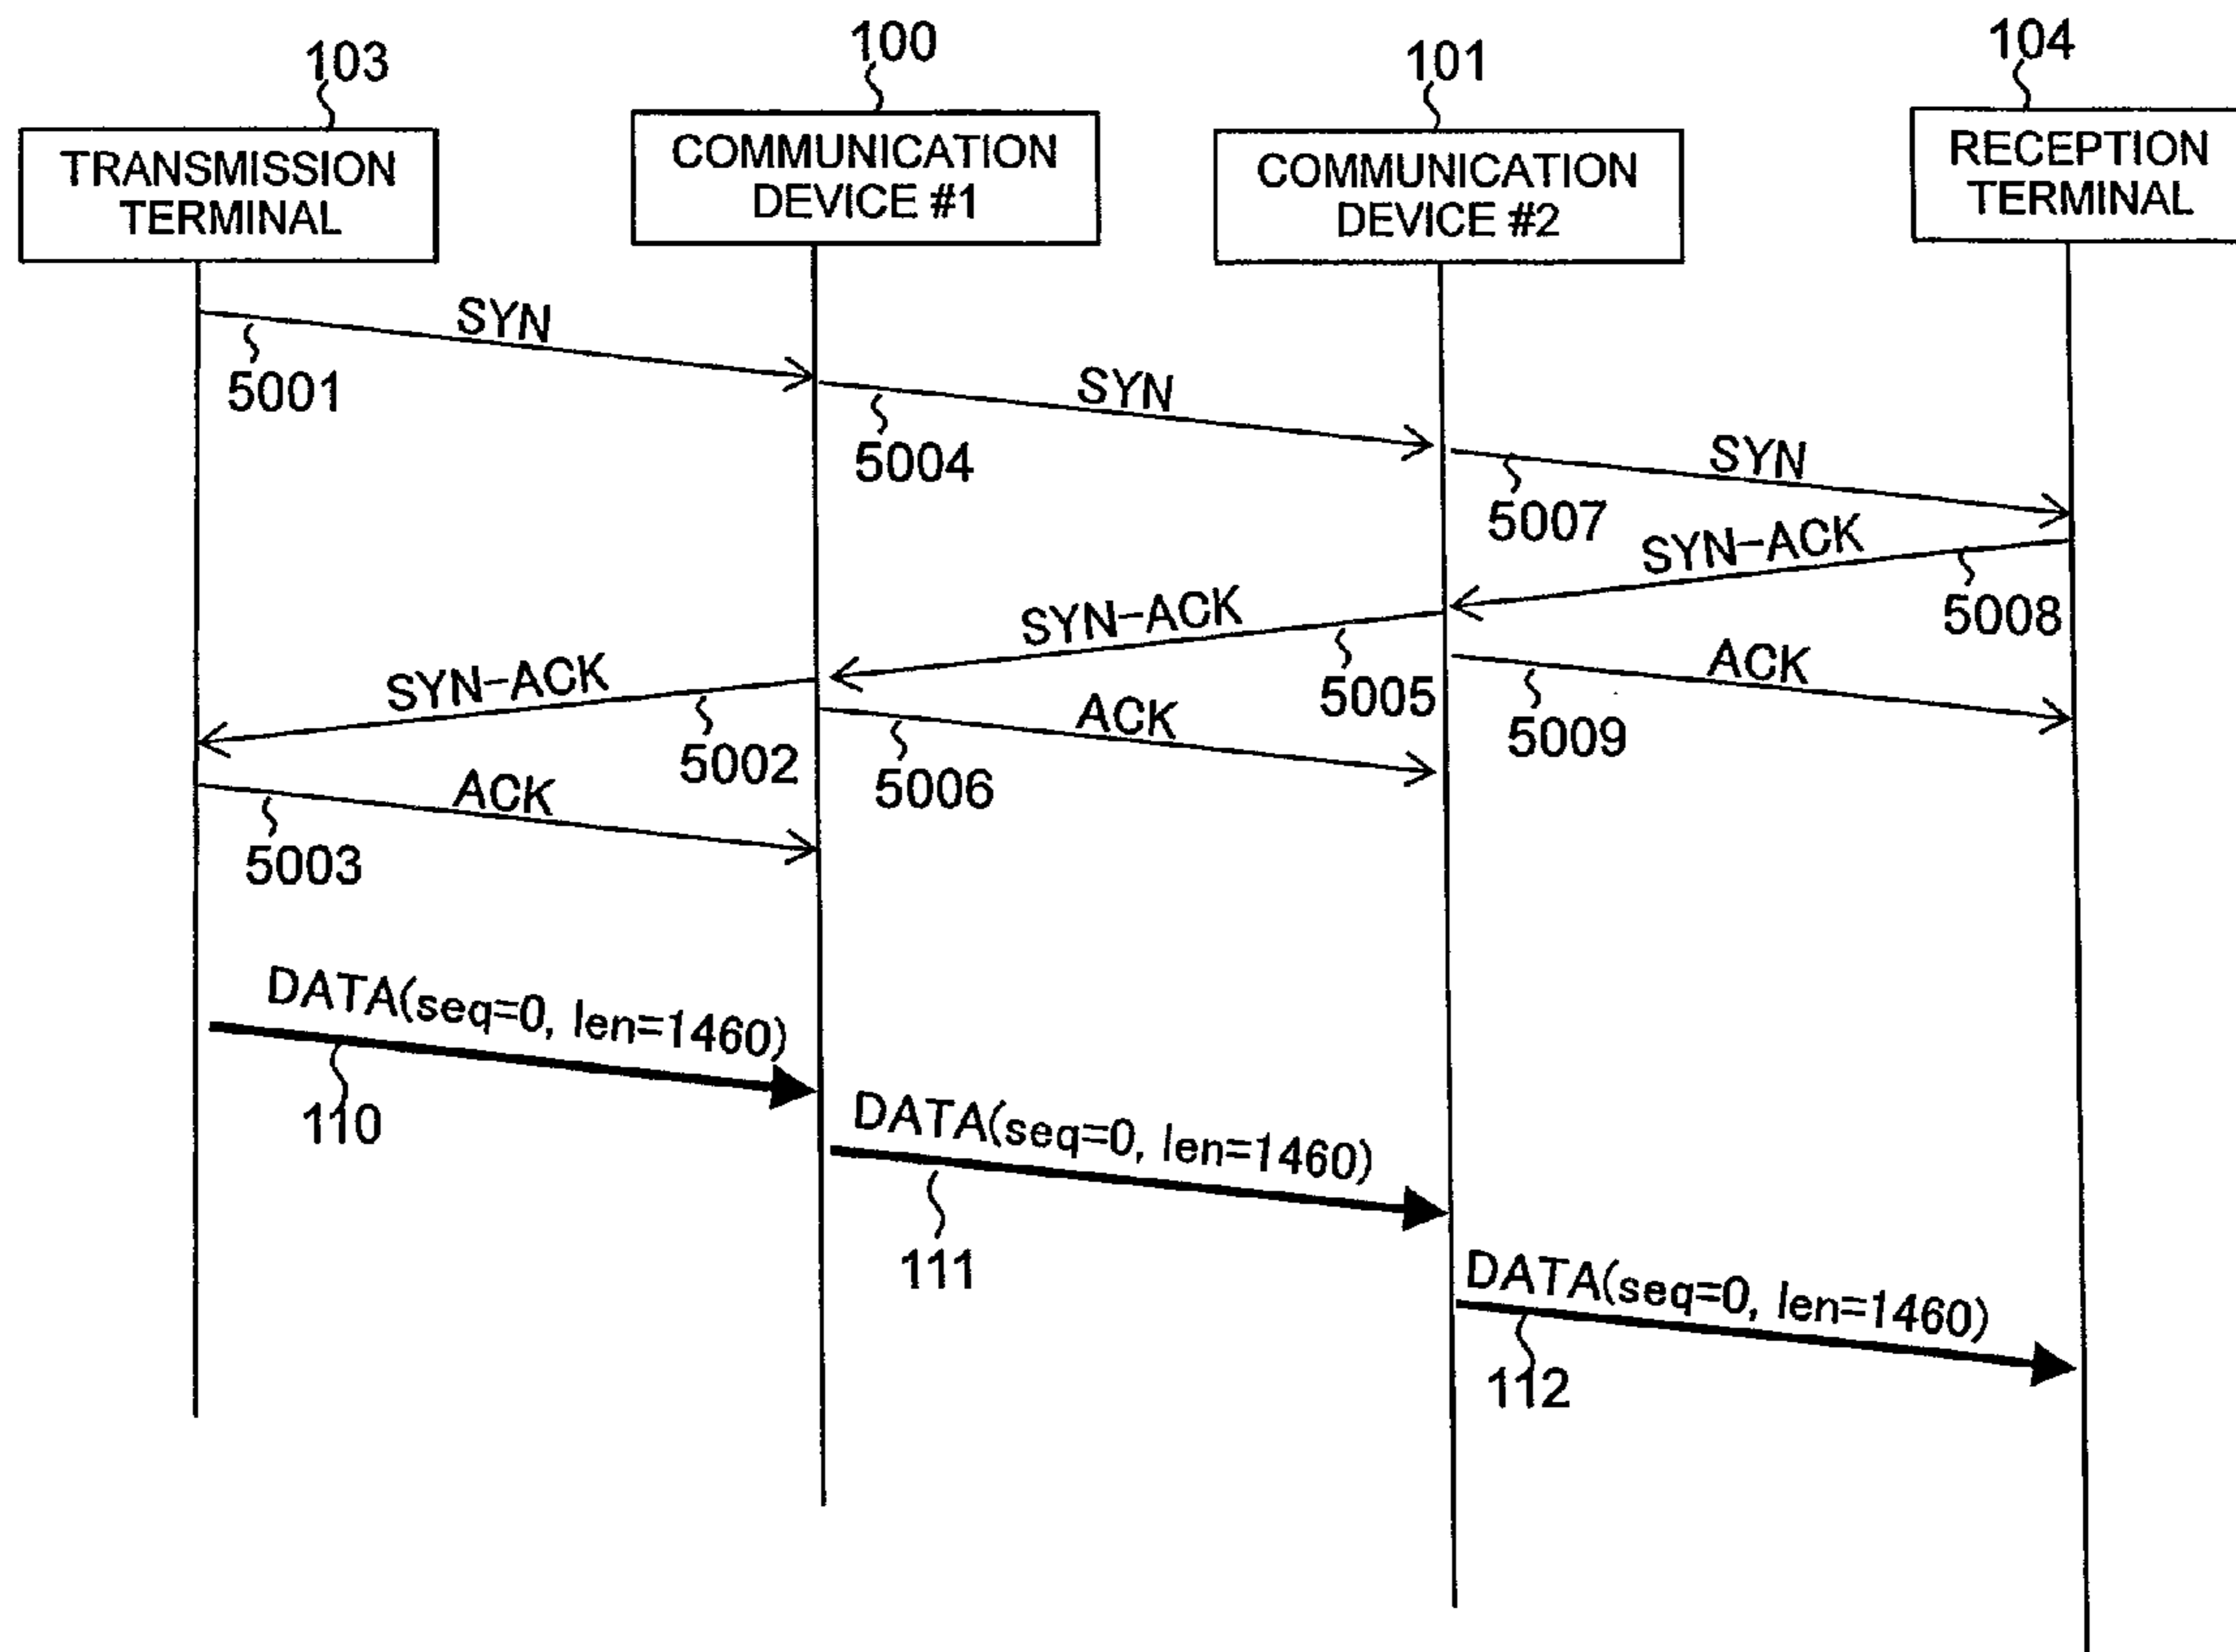 103
100
101
104
TRANSMISSION
TERMINAL
COMMUNICATION
DEVICE #1
COMMUNICATION
DEVICE #2
RECEPTION
TERMINAL
SYN
5001
SYN
5004
SYN
5007
SYN-ACK
5008
SYN-ACK
5005
ACK
5009
SYN-ACK
5002
ACK
5006
ACK
5003
DATA(seq=0, len=1460)
110
DATA(seq=0, len=1460)
111
DATA(seq=0, len=1460)
112